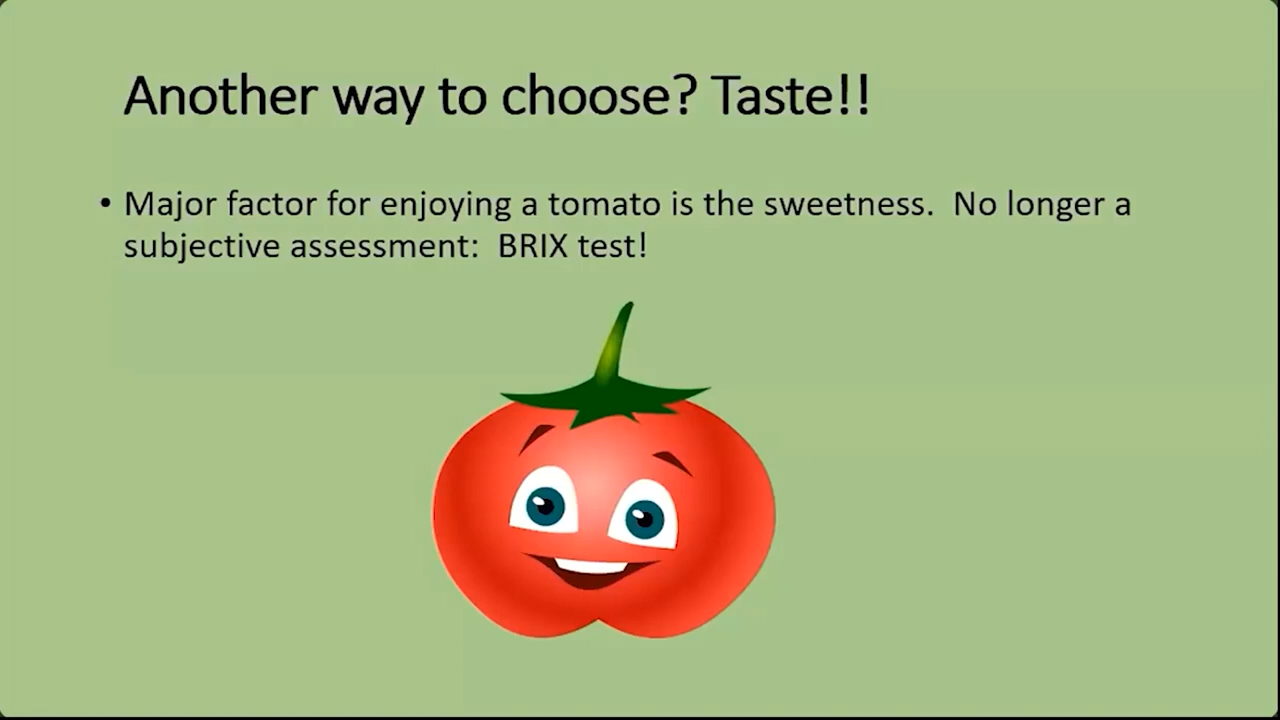 Another way to choose? Taste!!
• Major factor for enjoying a tomato is the sweetness.  No longer a
subjective assessment:  BRIX test!